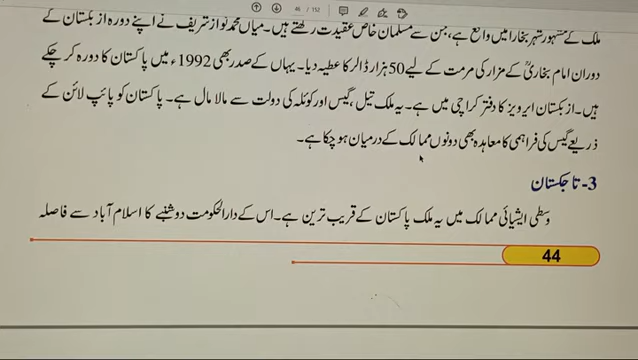 46 / 152
ملک کے مشہور شہر بخارا میں واقع ہے، جن سے مسلمان خاص عقیدت رکھتے ہیں۔ میاں محمد نواز شریف نے اپنے دورہ ازبکستان کے
دوران امام بخاریؒ کے مزار کی مرمت کے لیے 50 ہزار ڈالر کا عطیہ دیا۔ یہاں کے صدر بھی 1992ء میں پاکستان کا دورہ کر چکے
ہیں۔ ازبکستان ایرویز کا دفتر کراچی میں ہے۔ یہ ملک تیل، گیس اور کوئلہ کی دولت سے مالا مال ہے۔ پاکستان کو پائپ لائن کے
ذریعے گیس کی فراہمی کا معاہدہ بھی دونوں ممالک کے درمیان ہو چکا ہے۔
3- تاجکستان
وسطی ایشیائی ممالک میں یہ ملک پاکستان کے قریب ترین ہے۔ اس کے دارالحکومت دوشنبے کا اسلام آباد سے فاصلہ
44